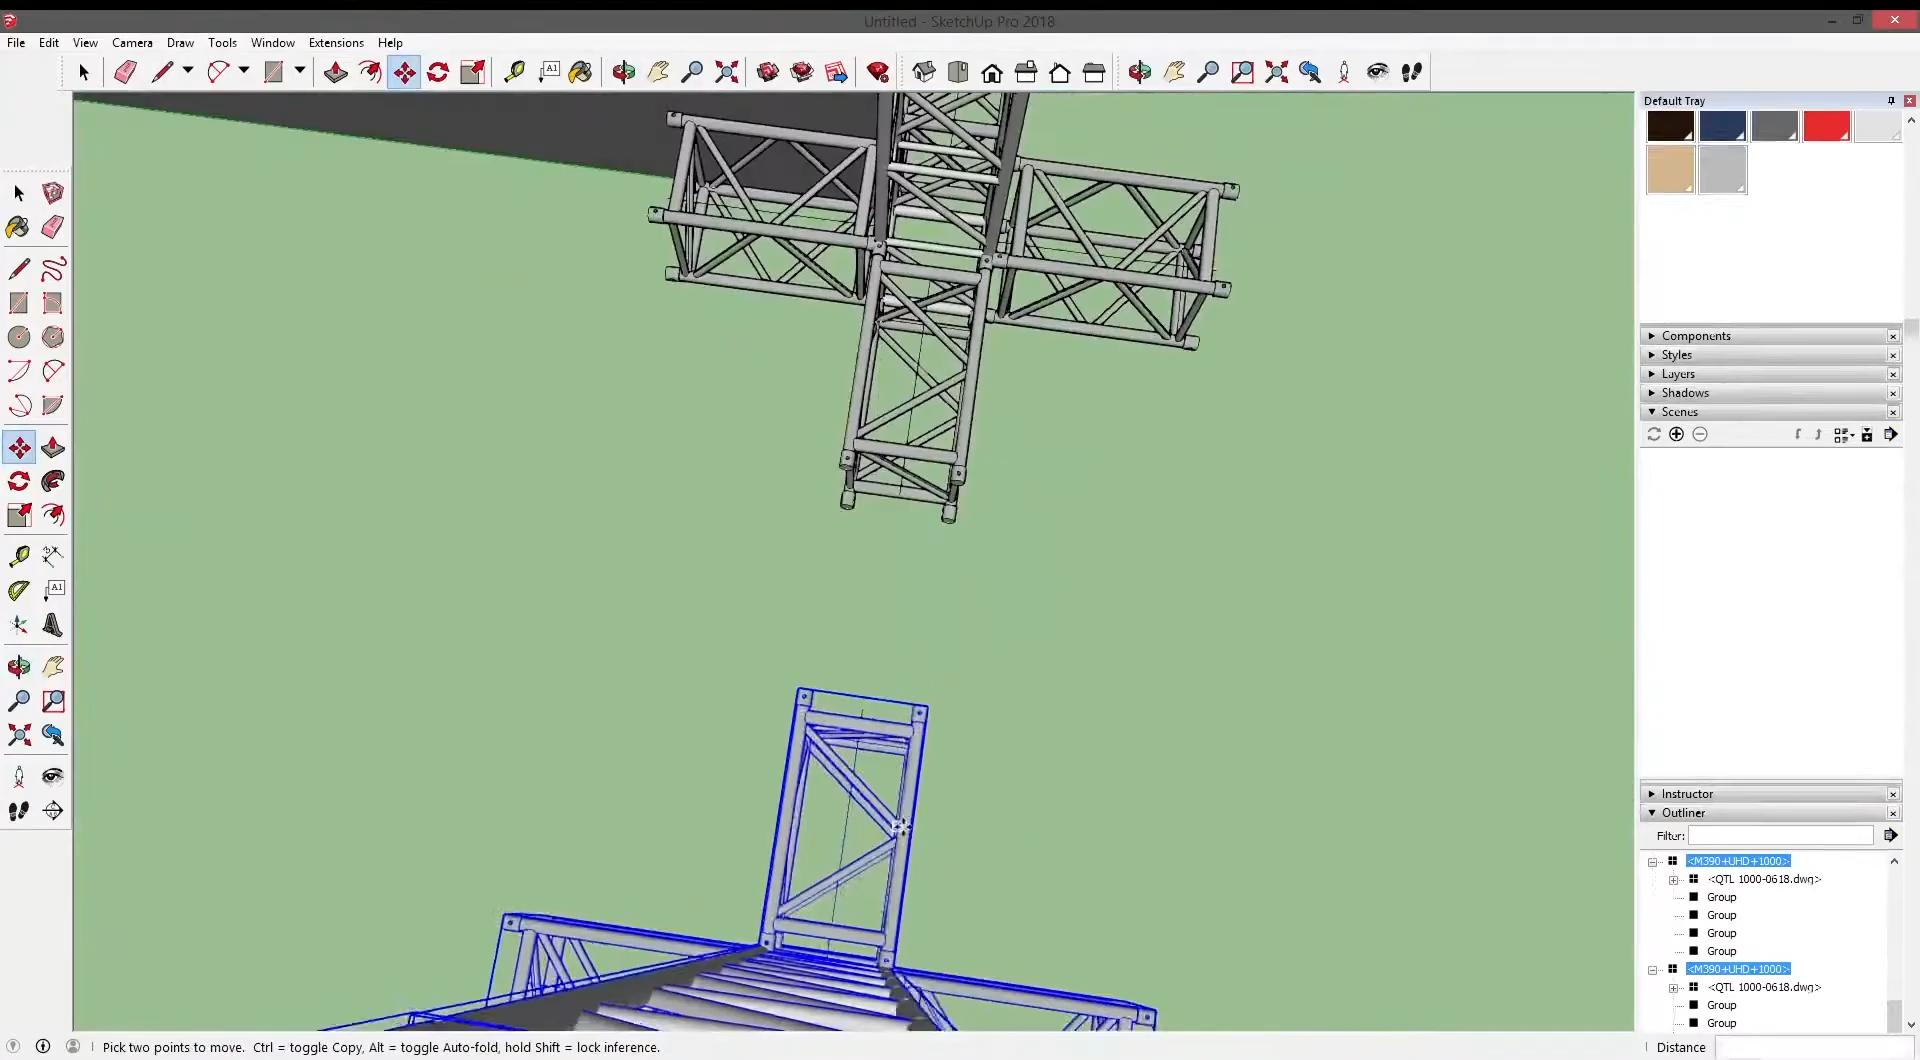 Untitled - SketchUp Pro 2018
File Edit View Camera Draw Tools Window Extensions Help
A1
Default Tray
Components
Styles
Layers
Shadows
Scenes
A1
Instructor
Outliner
Filter:
<M390+UHD+1000>
<QTL 1000-0618.dwg>
Group
Group
Group
Group
<M390+UHD+1000>
<QTL 1000-0618.dwg>
Group
Group
Pick two points to move. Ctrl = toggle Copy, Alt = toggle Auto-fold, hold Shift = lock inference.
Distance